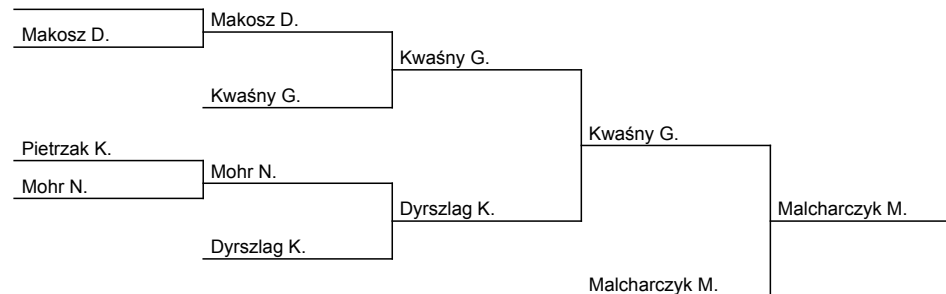 Makosz D.
Makosz D.
Kwaśny G.
Kwaśny G.
Kwaśny G.
Pietrzak K.
Mohr N.
Mohr N.
Dyrszlag K.
Malcharczyk M.
Dyrszlag K.
Malcharczyk M.